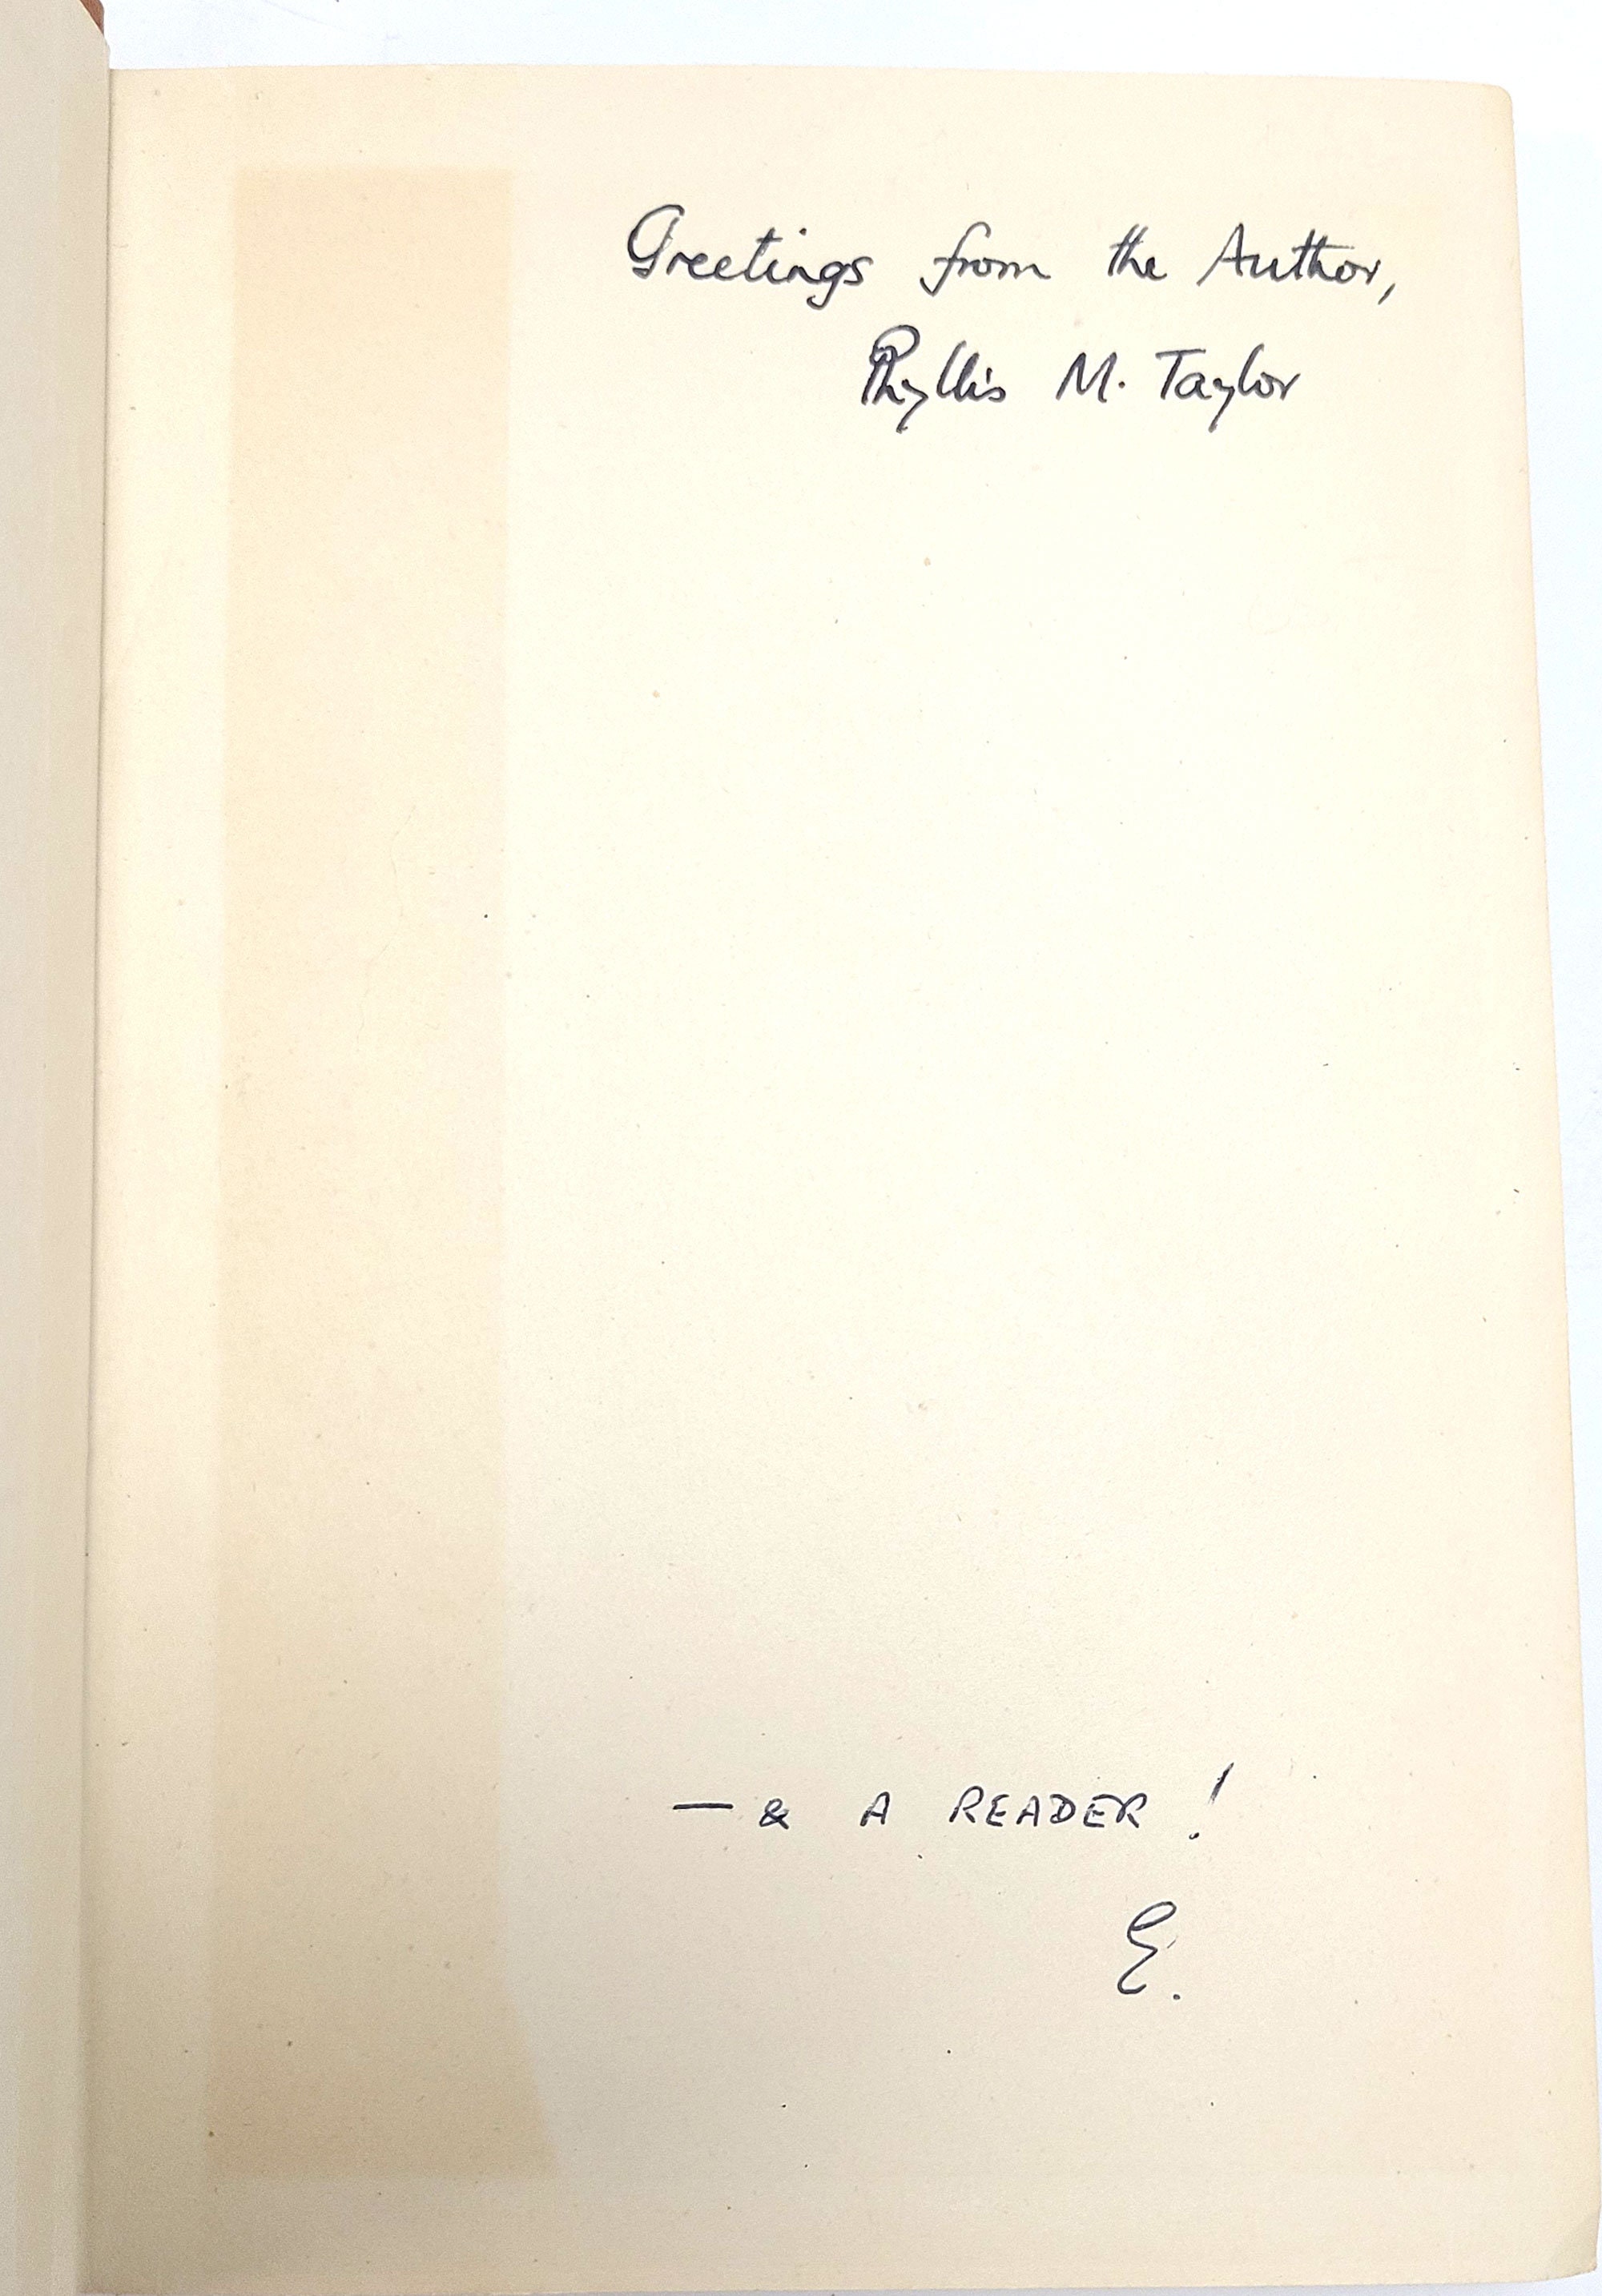 Greetings from the Author,
Phyllis M. Taylor
— & A READER!
E.